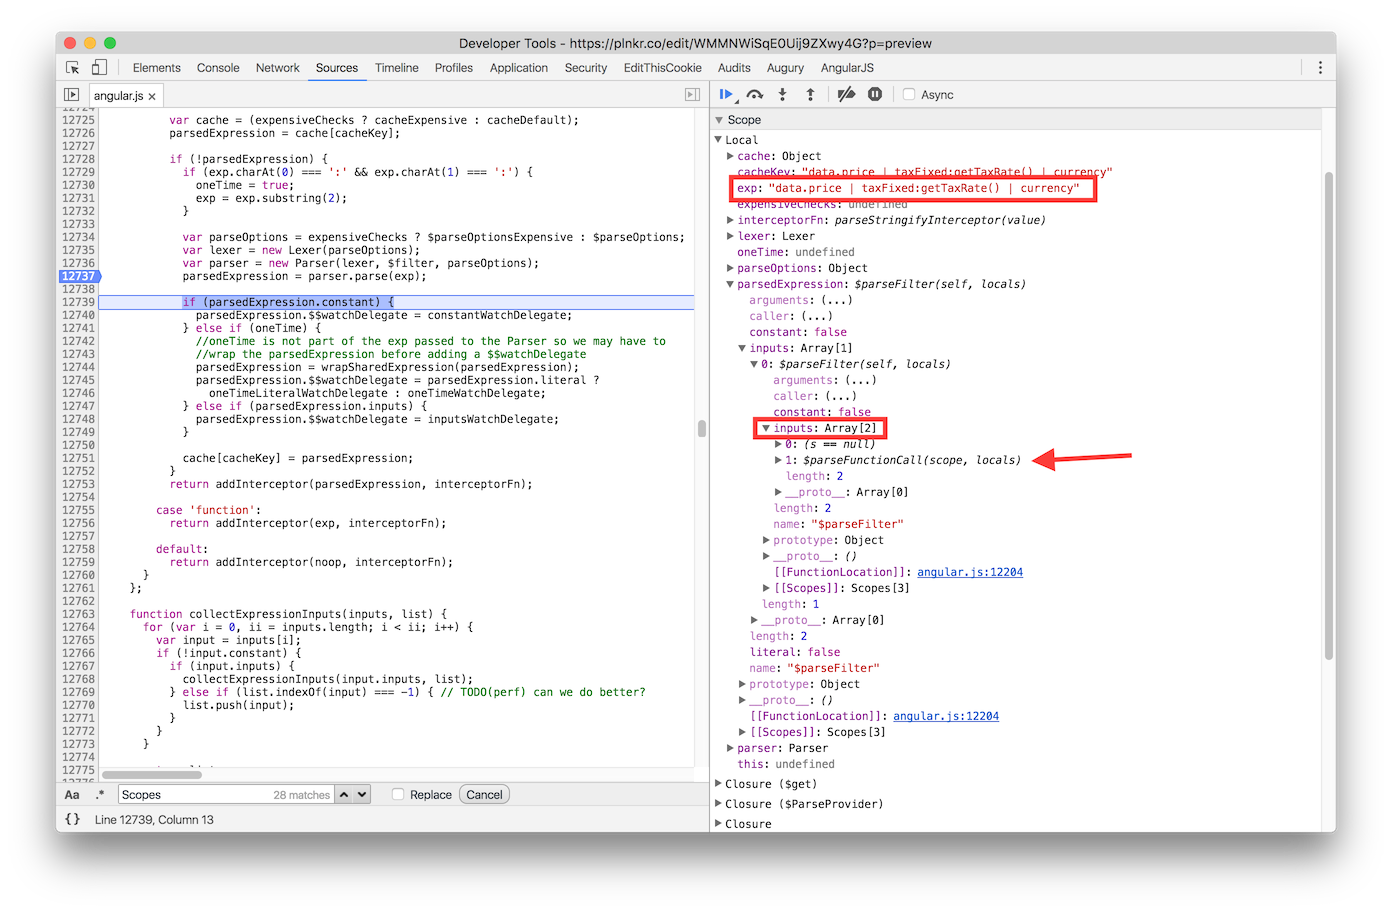 Developer Tools - https://plnkr.co/edit/WMMNWiSqE0Uij9ZXwy4G?p=preview
Elements Console Network Sources Timeline Profiles Application Security EditThisCookie Audits Augury AngularJS
angular.js ×
Async
12724
12725 var cache = (expensiveChecks ? cacheExpensive : cacheDefault);
12726 parsedExpression = cache[cacheKey];
12727
12728 if (!parsedExpression) {
12729 if (exp.charAt(0) === ':' && exp.charAt(1) === ':') {
12730 oneTime = true;
12731 exp = exp.substring(2);
12732 }
12733
12734 var parseOptions = expensiveChecks ? $parseOptionsExpensive : $parseOptions;
12735 var lexer = new Lexer(parseOptions);
12736 var parser = new Parser(lexer, $filter, parseOptions);
12737 parsedExpression = parser.parse(exp);
12738
12739 if (parsedExpression.constant) {
12740 parsedExpression.$$watchDelegate = constantWatchDelegate;
12741 } else if (oneTime) {
12742 //oneTime is not part of the exp passed to the Parser so we may have to
12743 //wrap the parsedExpression before adding a $$watchDelegate
12744 parsedExpression = wrapSharedExpression(parsedExpression);
12745 parsedExpression.$$watchDelegate = parsedExpression.literal ?
12746 oneTimeLiteralWatchDelegate : oneTimeWatchDelegate;
12747 } else if (parsedExpression.inputs) {
12748 parsedExpression.$$watchDelegate = inputsWatchDelegate;
12749 }
12750
12751 cache[cacheKey] = parsedExpression;
12752 }
12753 return addInterceptor(parsedExpression, interceptorFn);
12754
12755 case 'function':
12756 return addInterceptor(exp, interceptorFn);
12757
12758 default:
12759 return addInterceptor(noop, interceptorFn);
12760 }
12761 };
12762
12763 function collectExpressionInputs(inputs, list) {
12764 for (var i = 0, ii = inputs.length; i < ii; i++) {
12765 var input = inputs[i];
12766 if (!input.constant) {
12767 if (input.inputs) {
12768 collectExpressionInputs(input.inputs, list);
12769 } else if (list.indexOf(input) === -1) { // TODO(perf) can we do better?
12770 list.push(input);
12771 }
12772 }
12773 }
12774
12775
Aa .* Scopes 28 matches Replace Cancel
{} Line 12739, Column 13
Scope
Local
cache: Object
cacheKey: "data.price | taxFixed:getTaxRate() | currency"
exp: "data.price | taxFixed:getTaxRate() | currency"
expensiveChecks: undefined
interceptorFn: parseStringifyInterceptor(value)
lexer: Lexer
oneTime: undefined
parseOptions: Object
parsedExpression: $parseFilter(self, locals)
arguments: (...)
caller: (...)
constant: false
inputs: Array[1]
0: $parseFilter(self, locals)
arguments: (...)
caller: (...)
constant: false
inputs: Array[2]
0: (s == null)
1: $parseFunctionCall(scope, locals)
length: 2
__proto__: Array[0]
length: 2
name: "$parseFilter"
prototype: Object
__proto__: ()
[[FunctionLocation]]: angular.js:12204
[[Scopes]]: Scopes[3]
length: 1
__proto__: Array[0]
length: 2
literal: false
name: "$parseFilter"
prototype: Object
__proto__: ()
[[FunctionLocation]]: angular.js:12204
[[Scopes]]: Scopes[3]
parser: Parser
this: undefined
Closure ($get)
Closure ($ParseProvider)
Closure